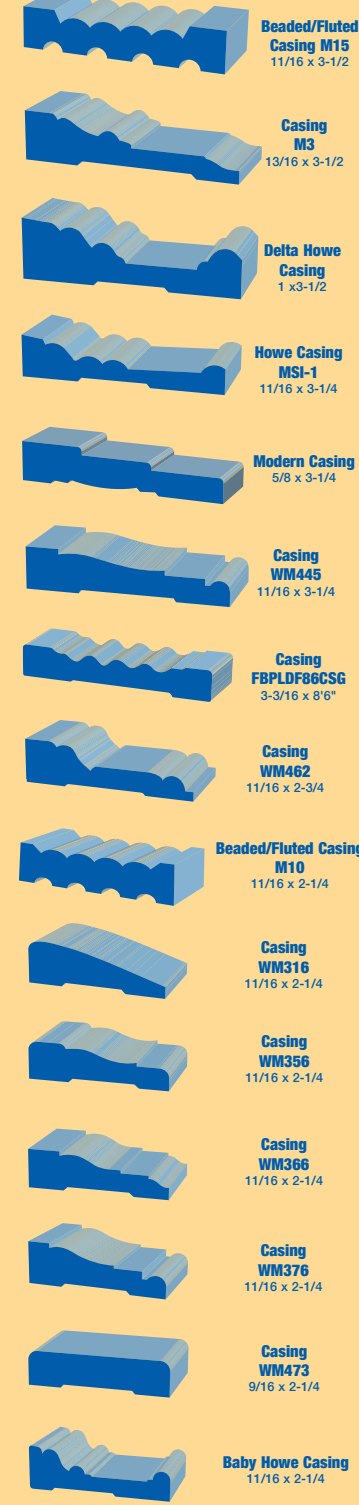 Beaded/Fluted
Casing M15
11/16 x 3-1/2
Casing
M3
13/16 x 3-1/2
Delta Howe
Casing
1 x3-1/2
Howe Casing
MSI-1
11/16 x 3-1/4
Modern Casing
5/8 x 3-1/4
Casing
WM445
11/16 x 3-1/4
Casing
FBPLDF86CSG
3-3/16 x 8'6"
Casing
WM462
11/16 x 2-3/4
Beaded/Fluted Casing
M10
11/16 x 2-1/4
Casing
WM316
11/16 x 2-1/4
Casing
WM356
11/16 x 2-1/4
Casing
WM366
11/16 x 2-1/4
Casing
WM376
11/16 x 2-1/4
Casing
WM473
9/16 x 2-1/4
Baby Howe Casing
11/16 x 2-1/4